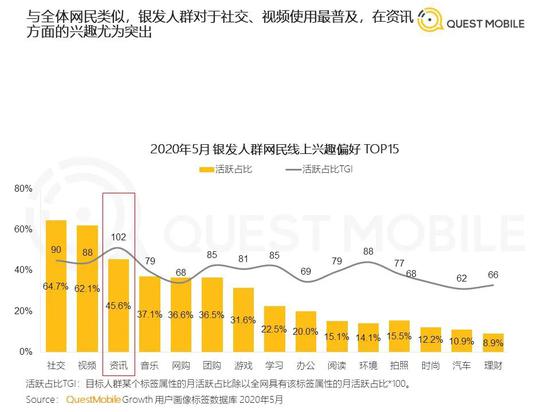 与全体网民类似，银发人群对于社交、视频使用最普及，在资讯
方面的兴趣尤为突出
QUEST MOBILE
2020年5月 银发人群网民线上兴趣偏好 TOP15
活跃占比
活跃占比TGI
80%
60%
40%
20%
0%
90 88 102 79 68 85 81 85 69 79 88 77 68 62 66
64.7% 62.1% 45.6% 37.1% 36.6% 36.5% 31.6% 22.5% 20.0% 15.1% 14.1% 15.5% 12.2% 10.9% 8.9%
社交 视频 资讯 音乐 网购 团购 游戏 学习 办公 阅读 环境 拍照 时尚 汽车 理财
QUEST MOBILE
活跃占比TGI：目标人群某个标签属性的月活跃占比除以全网具有该标签属性的月活跃占比*100。
Source：QuestMobile Growth 用户画像标签数据库 2020年5月